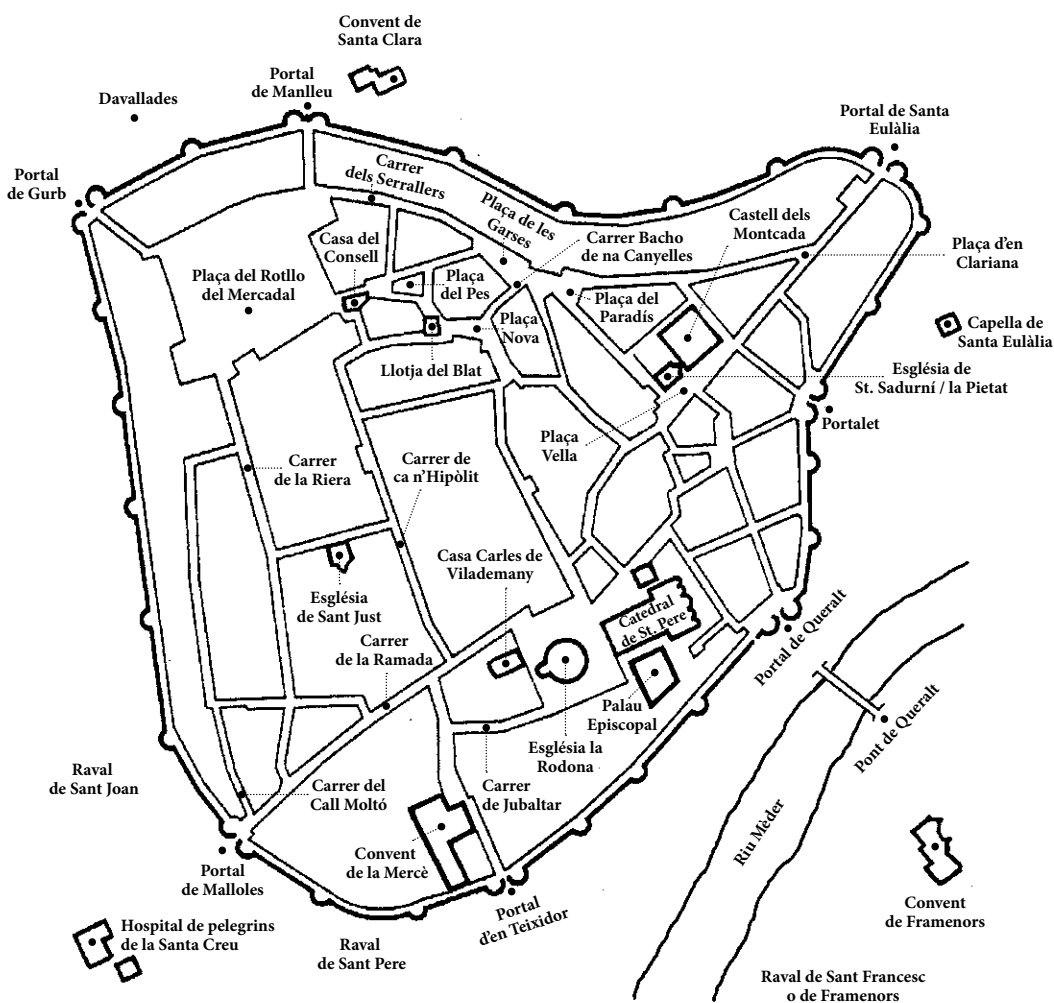 Convent de
Santa Clara
Portal
de Manlleu
Davallades
Portal de Santa
Eulàlia
Portal
de Gurb
Carrer
dels Serrallers
Plaça de les
Garses
Castell dels
Montcada
Casa del
Consell
Carrer Bacho
de na Canyelles
Plaça d'en
Clariana
Plaça del Rotllo
del Mercadal
Plaça
del Pes
Plaça del
Paradís
Plaça
Nova
Capella de
Santa Eulàlia
Llotja del Blat
Església de
St. Sadurní / la Pietat
Portalet
Plaça
Vella
Carrer
de la Riera
Carrer de
ca n'Hipòlit
Casa Carles de
Vilademany
Església
de Sant Just
Catedral
de St. Pere
Portal de Queralt
Carrer
de la Ramada
Palau
Episcopal
Pont de Queralt
Església la
Rodona
Raval
de Sant Joan
Carrer del
Call Moltó
Carrer
de Jubaltar
Riu Mèder
Convent
de la Mercè
Portal
de Malloles
Portal
d'en Teixidor
Convent
de Framenors
Hospital de pelegrins
de la Santa Creu
Raval
de Sant Pere
Raval de Sant Francesc
o de Framenors